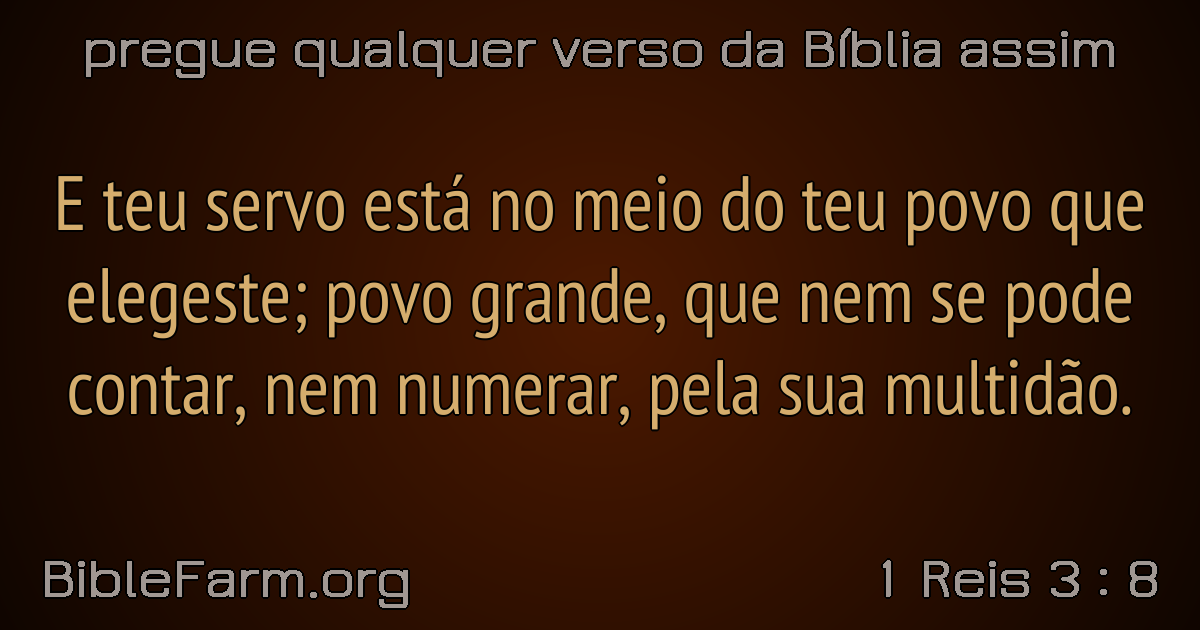 pregue qualquer verso da Bíblia assim
E teu servo está no meio do teu povo que
elegeste; povo grande, que nem se pode
contar, nem numerar, pela sua multidão.
BibleFarm.org
1 Reis 3 : 8